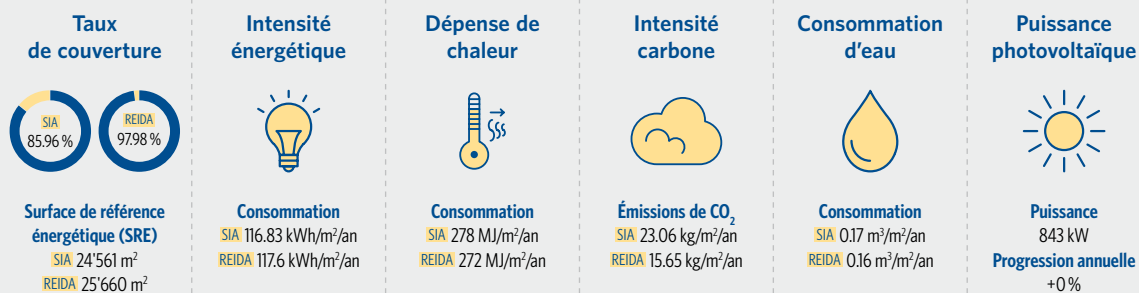 Taux
de couverture
SIA
85.96 %
REIDA
97.98 %
Surface de référence
énergétique (SRE)
SIA 24'561 m²
REIDA 25'660 m²
Intensité
énergétique
Consommation
SIA 116.83 kWh/m²/an
REIDA 117.6 kWh/m²/an
Dépense de
chaleur
Consommation
SIA 278 MJ/m²/an
REIDA 272 MJ/m²/an
Intensité
carbone
Émissions de CO₂
SIA 23.06 kg/m²/an
REIDA 15.65 kg/m²/an
Consommation
d'eau
Consommation
SIA 0.17 m³/m²/an
REIDA 0.16 m³/m²/an
Puissance
photovoltaïque
Puissance
843 kW
Progression annuelle
+0 %